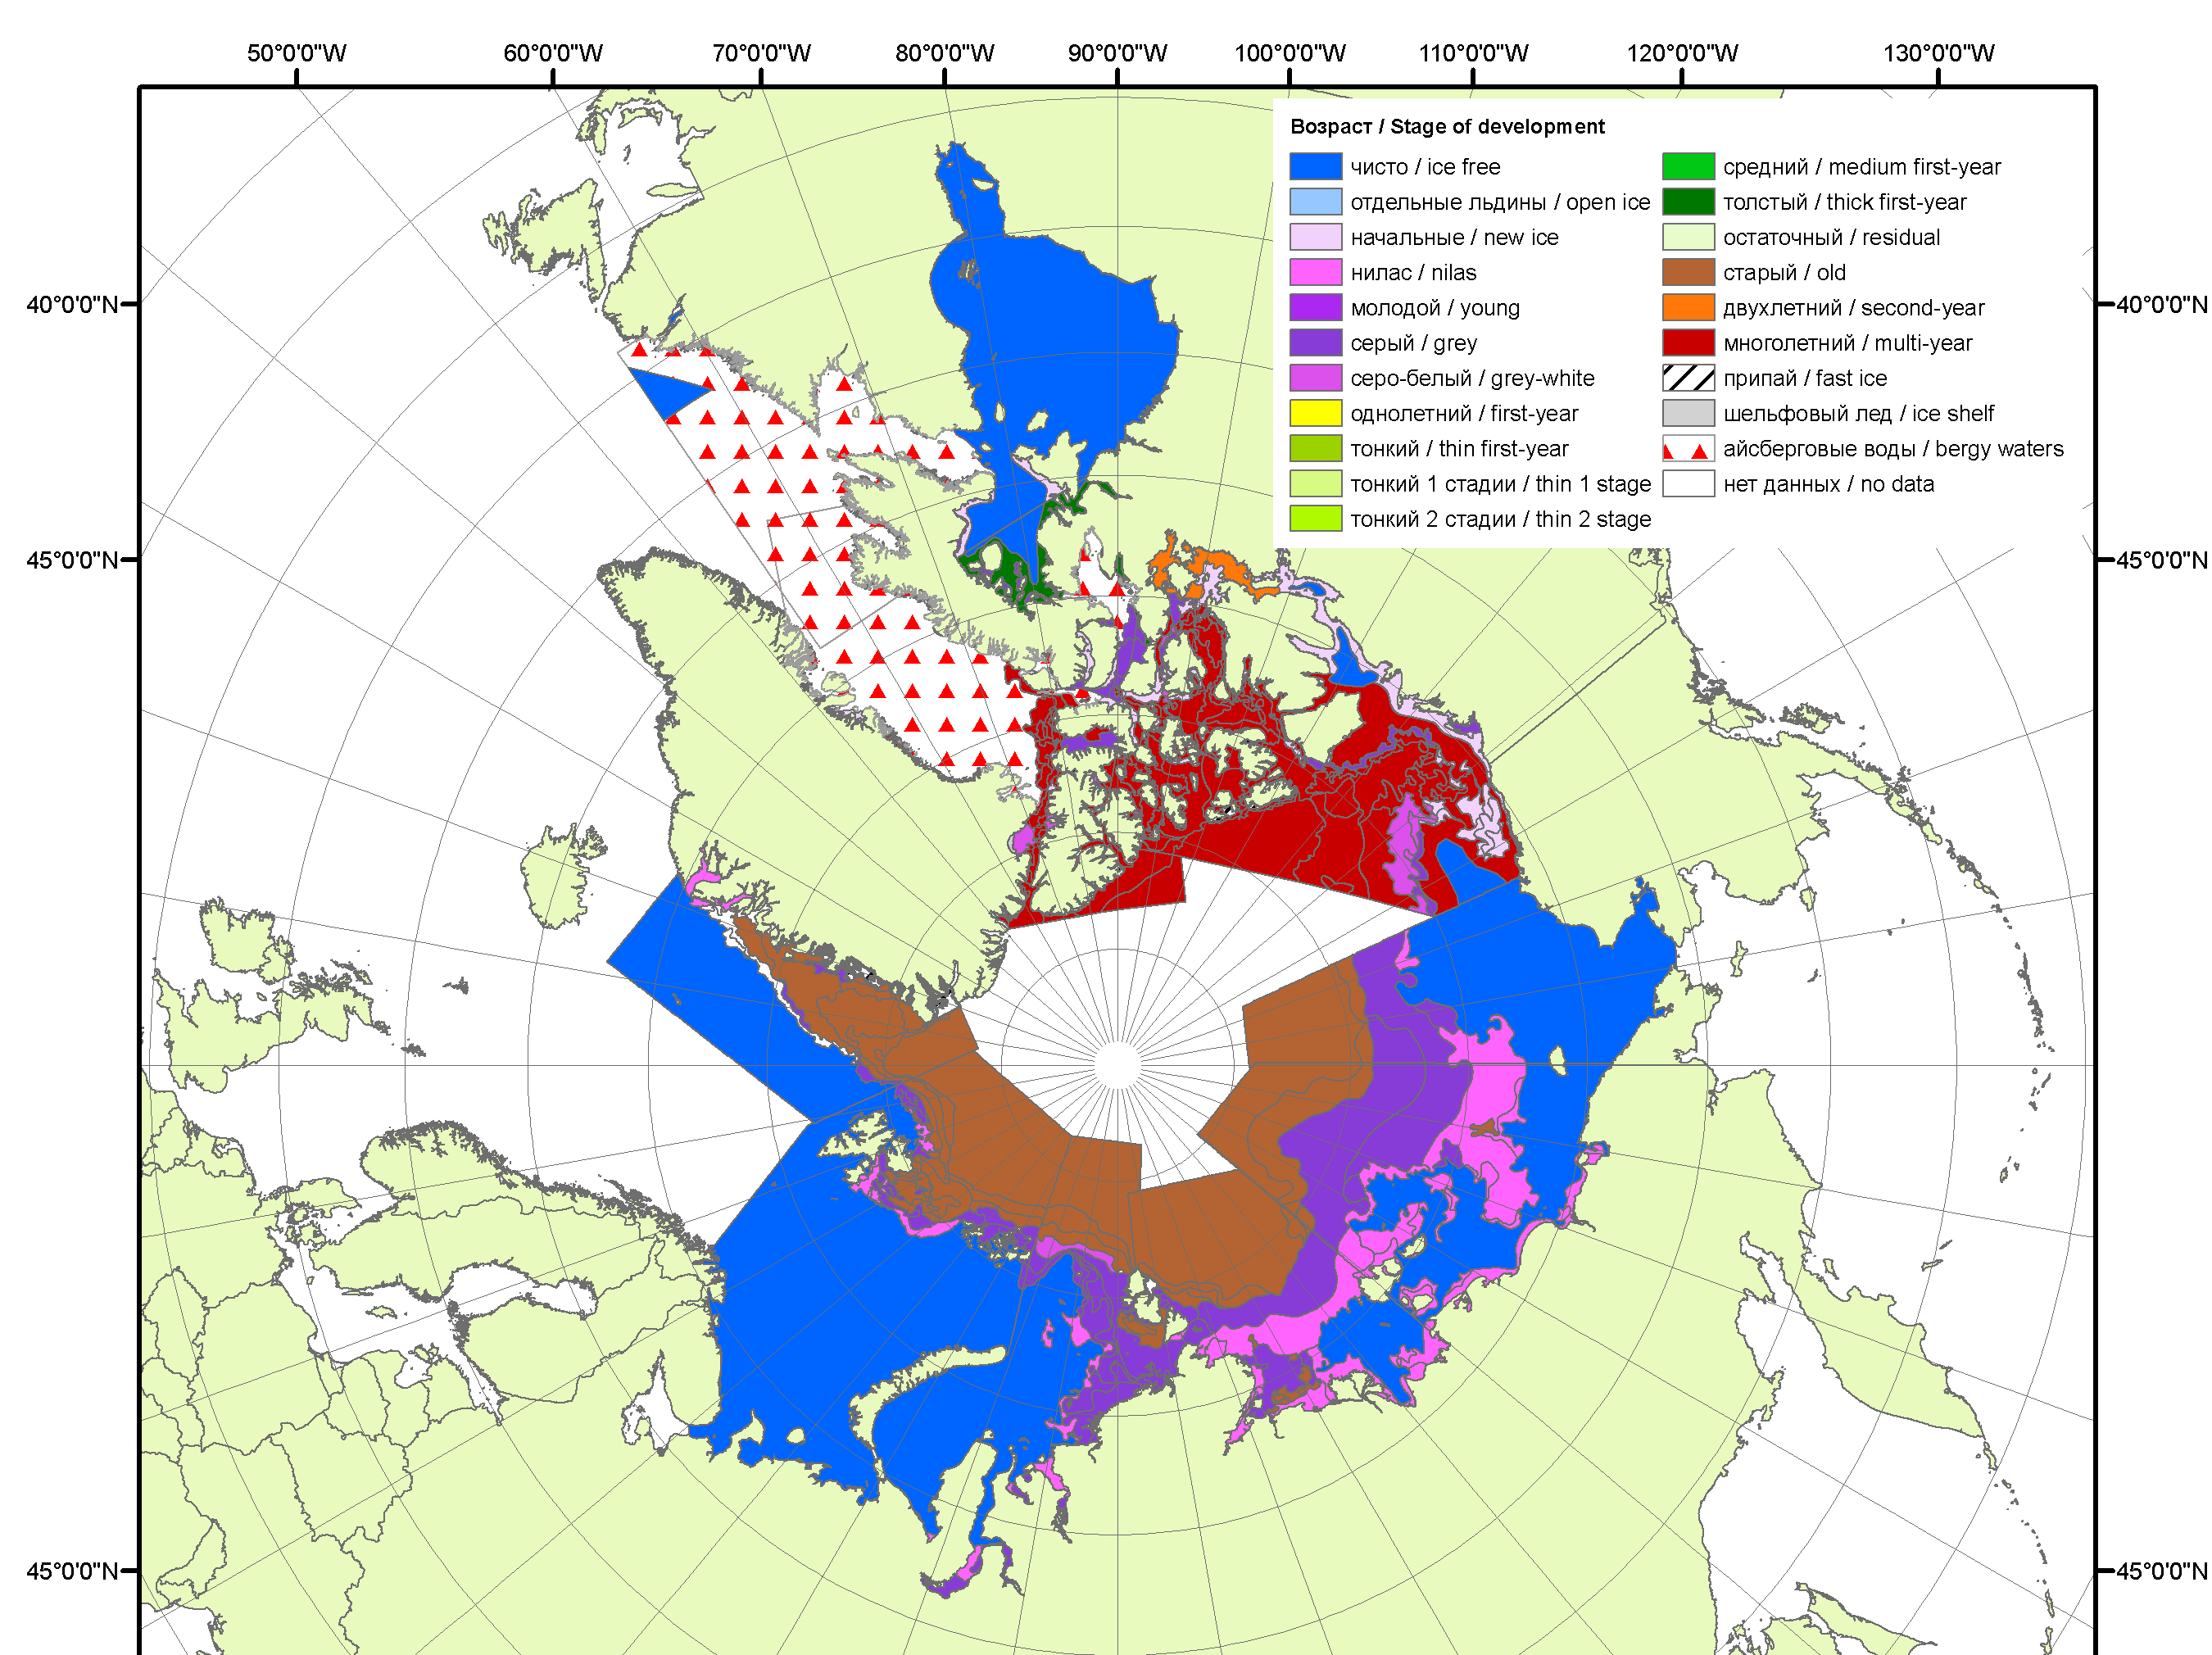 50°0'0"W 60°0'0"W 70°0'0"W 80°0'0"W 90°0'0"W 100°0'0"W 110°0'0"W 120°0'0"W 130°0'0"W
Возраст / Stage of development
чисто / ice free
отдельные льдины / open ice
начальные / new ice
нилас / nilas
молодой / young
серый / grey
серо-белый / grey-white
однолетний / first-year
тонкий / thin first-year
тонкий 1 стадии / thin 1 stage
тонкий 2 стадии / thin 2 stage
средний / medium first-year
толстый / thick first-year
остаточный / residual
старый / old
двухлетний / second-year
многолетний / multi-year
припай / fast ice
шельфовый лед / ice shelf
айсберговые воды / bergy waters
нет данных / no data
40°0'0"N 40°0'0"N
45°0'0"N 45°0'0"N
45°0'0"N 45°0'0"N